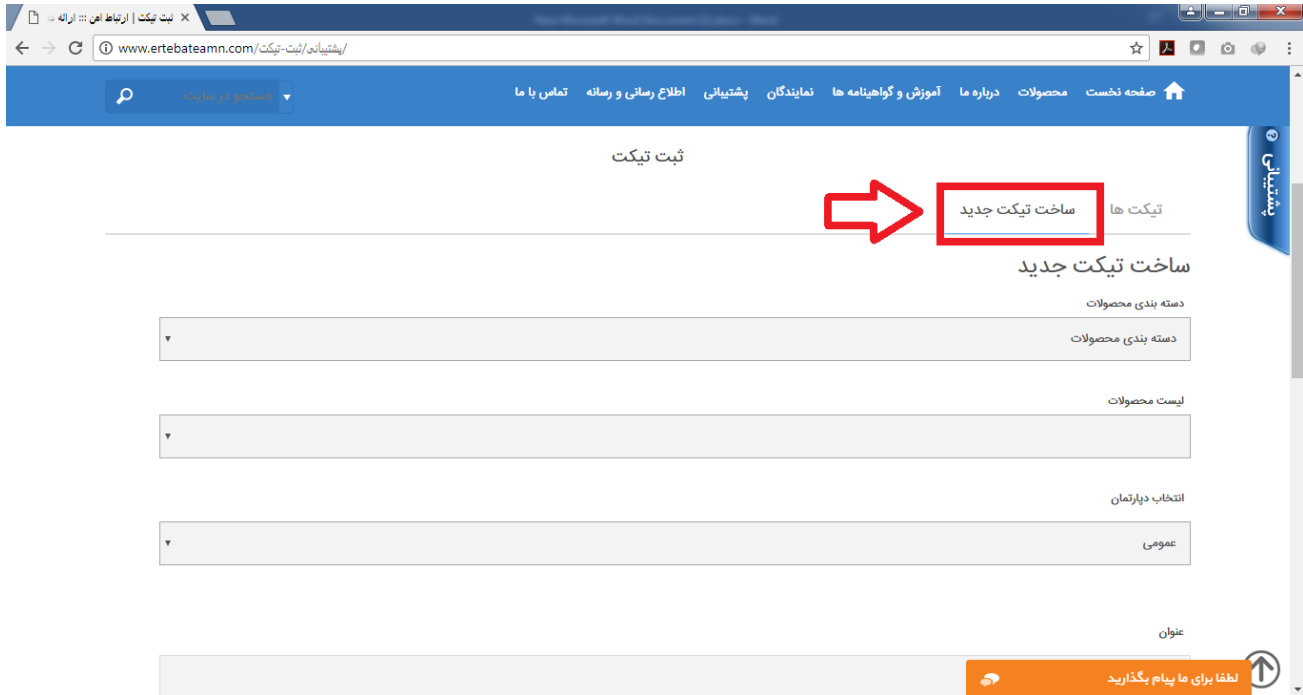 ثبت تیکت | ارتباط امن ::: ارائه
www.ertebateamn.com/پشتیبانی/ثبت-تیکت/
صفحه نخست محصولات درباره ما آموزش و گواهینامه ها نمایندگان پشتیبانی اطلاع رسانی و رسانه تماس با ما
جستجو در سایت
پشتیبانی
ثبت تیکت
تیکت ها ساخت تیکت جدید
ساخت تیکت جدید
دسته بندی محصولات
دسته بندی محصولات
لیست محصولات
انتخاب دپارتمان
عمومی
عنوان
لطفا برای ما پیام بگذارید